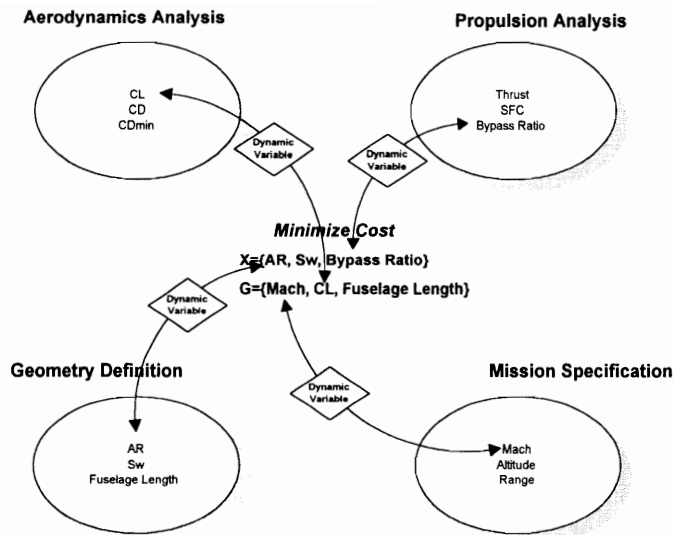 Aerodynamics Analysis
Propulsion Analysis
CL
CD
CDmin
Thrust
SFC
Bypass Ratio
Dynamic
Variable
Dynamic
Variable
Minimize Cost
X={AR, Sw, Bypass Ratio}
G={Mach, CL, Fuselage Length}
Dynamic
Variable
Geometry Definition
Mission Specification
Dynamic
Variable
AR
Sw
Fuselage Length
Mach
Altitude
Range